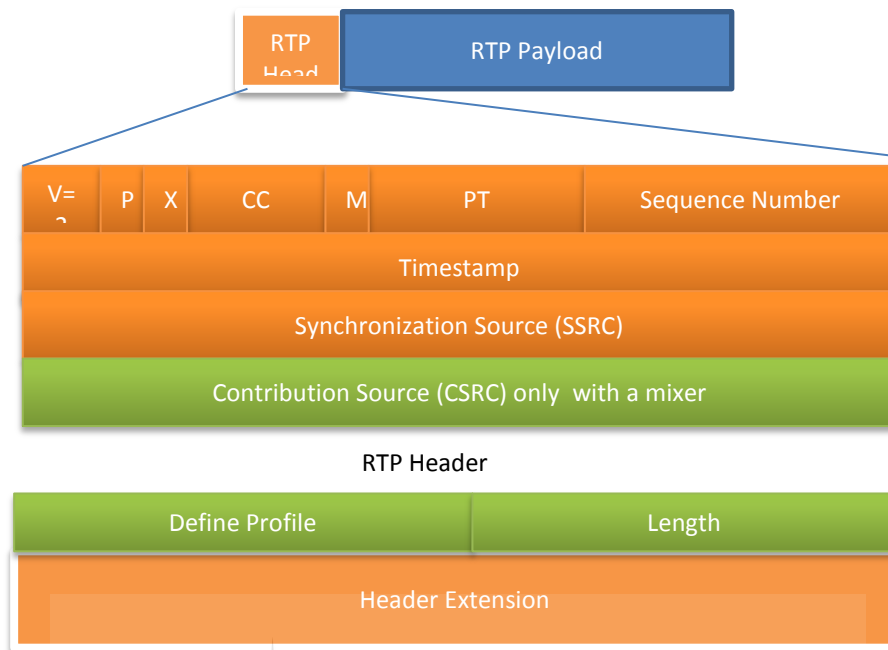 RTP
Head
RTP Payload
V=
P
X
CC
M
PT
Sequence Number
Timestamp
Synchronization Source (SSRC)
Contribution Source (CSRC) only with a mixer
RTP Header
Define Profile
Length
Header Extension